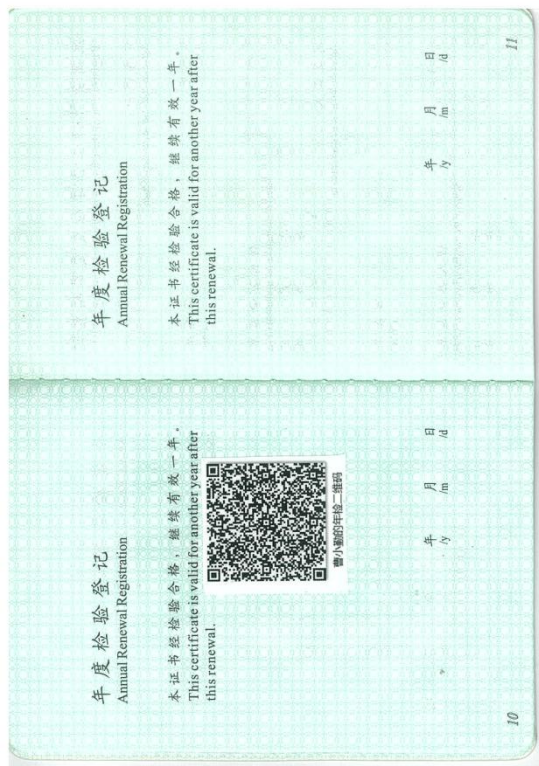 年度检验登记
Annual Renewal Registration
本证书经检验合格，继续有效一年。
This certificate is valid for another year after
this renewal.
曹小勤的年检二维码
年 月 日
/y /m /d
10
年度检验登记
Annual Renewal Registration
本证书经检验合格，继续有效一年。
This certificate is valid for another year after
this renewal.
年 月 日
/y /m /d
11